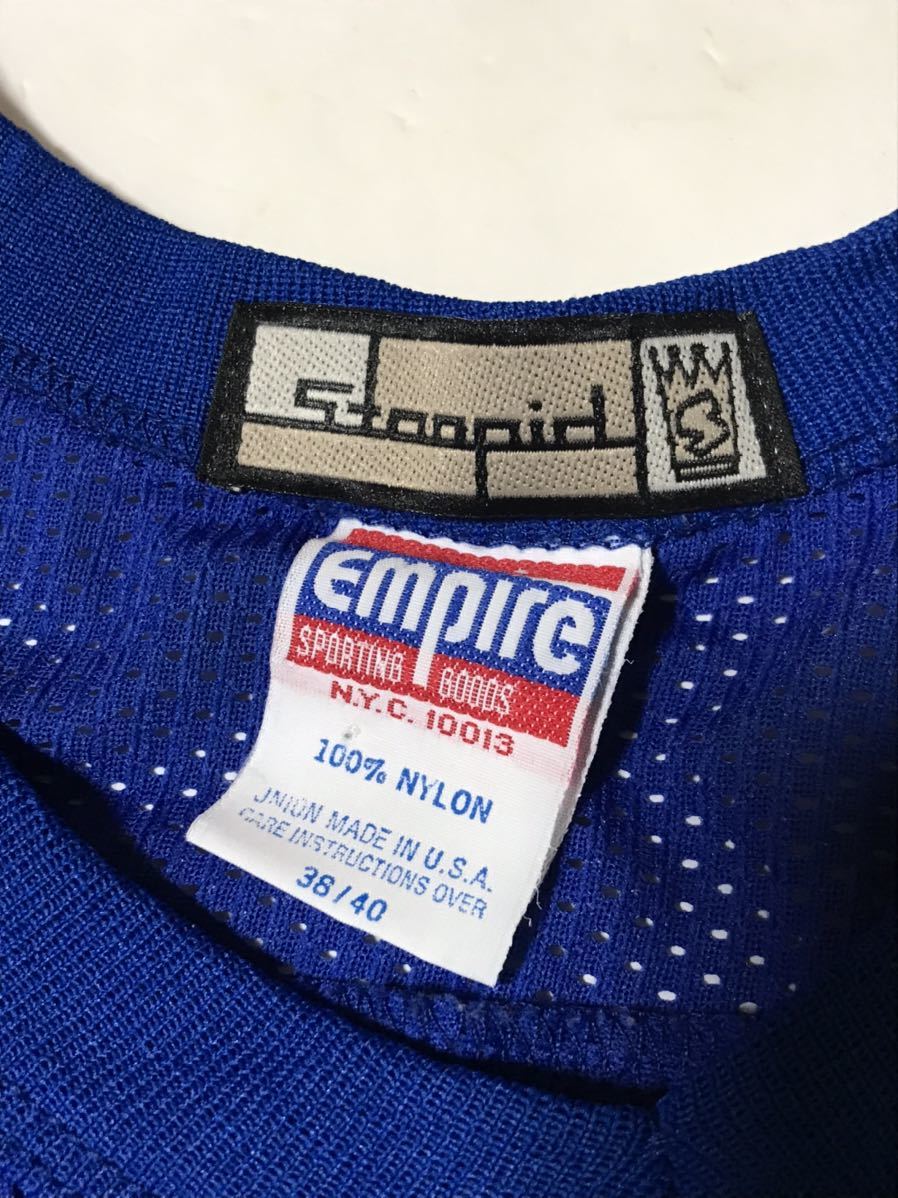 Stoopid
S
Empire
SPORTING GOODS
N.Y.C. 10013
100% NYLON
UNION MADE IN U.S.A.
CARE INSTRUCTIONS OVER
38/40